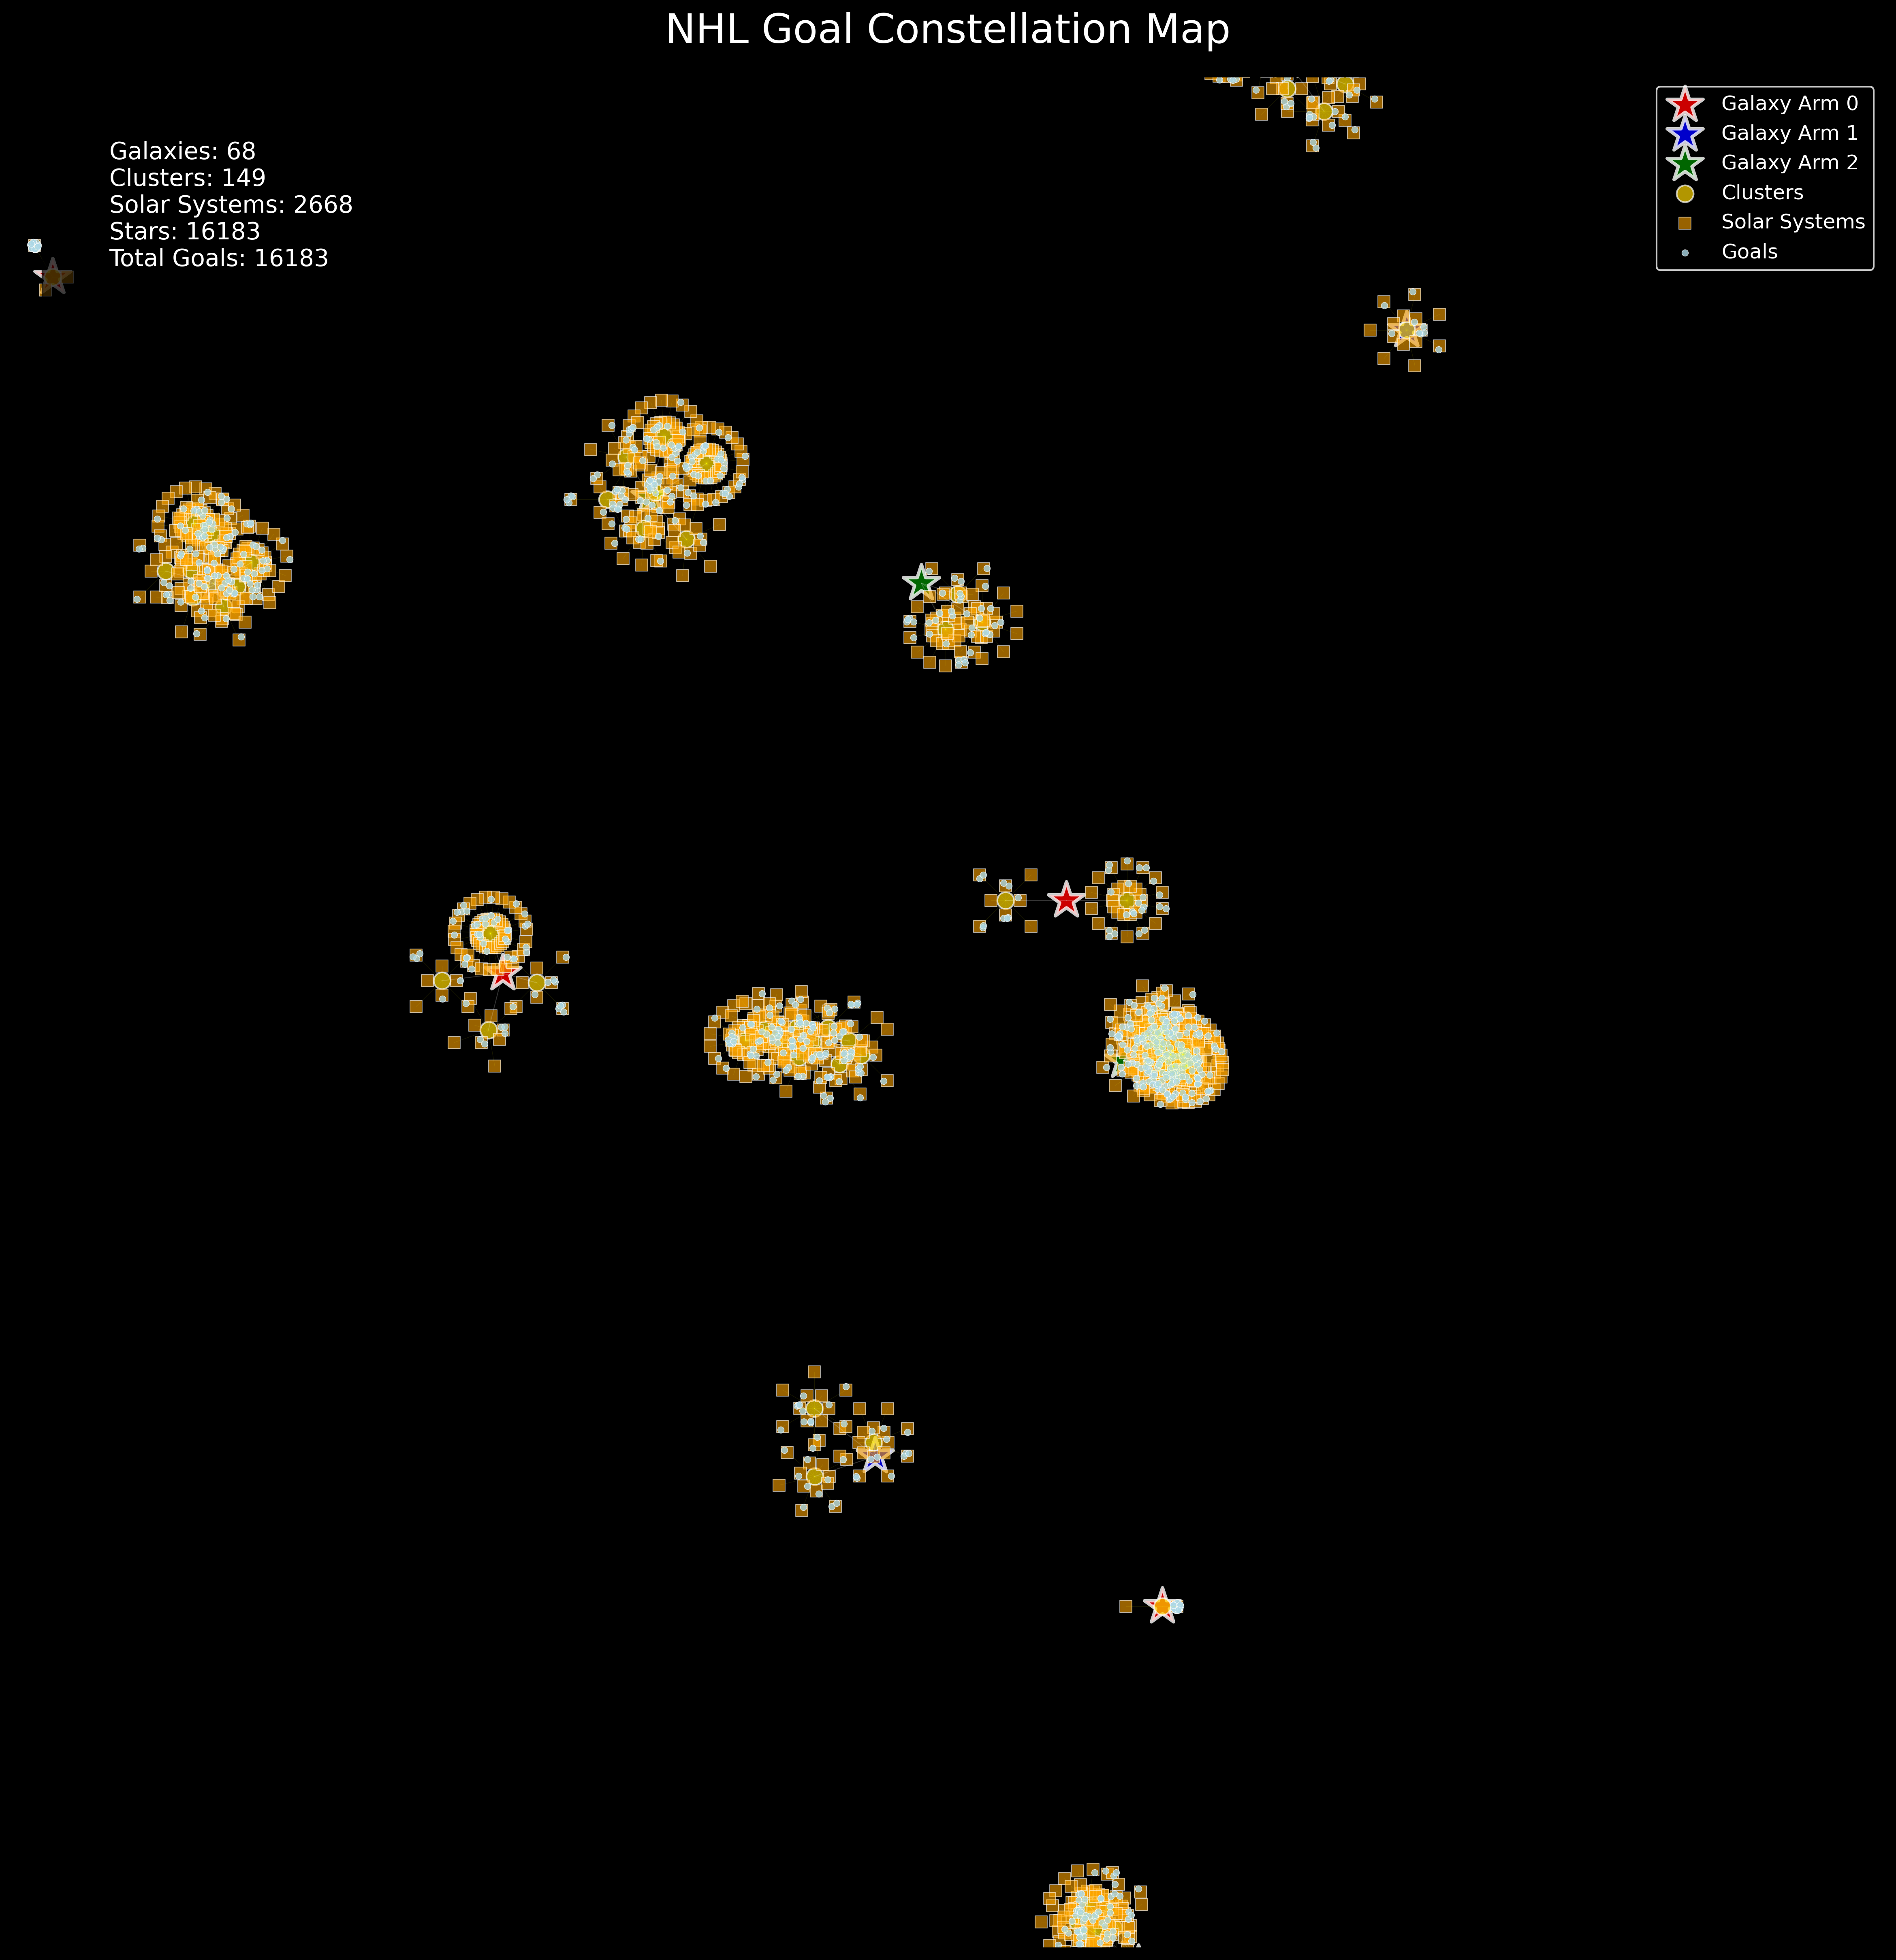 NHL Goal Constellation Map
Galaxies: 68
Clusters: 149
Solar Systems: 2668
Stars: 16183
Total Goals: 16183
Galaxy Arm 0
Galaxy Arm 1
Galaxy Arm 2
Clusters
Solar Systems
Goals